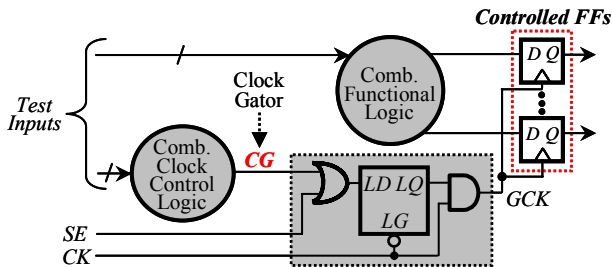 Controlled FFs
D Q
Comb.
Functional
Logic
Clock
Gator
Test
Inputs
D Q
Comb.
Clock
Control
Logic
CG
LD LQ
LG
GCK
SE
CK